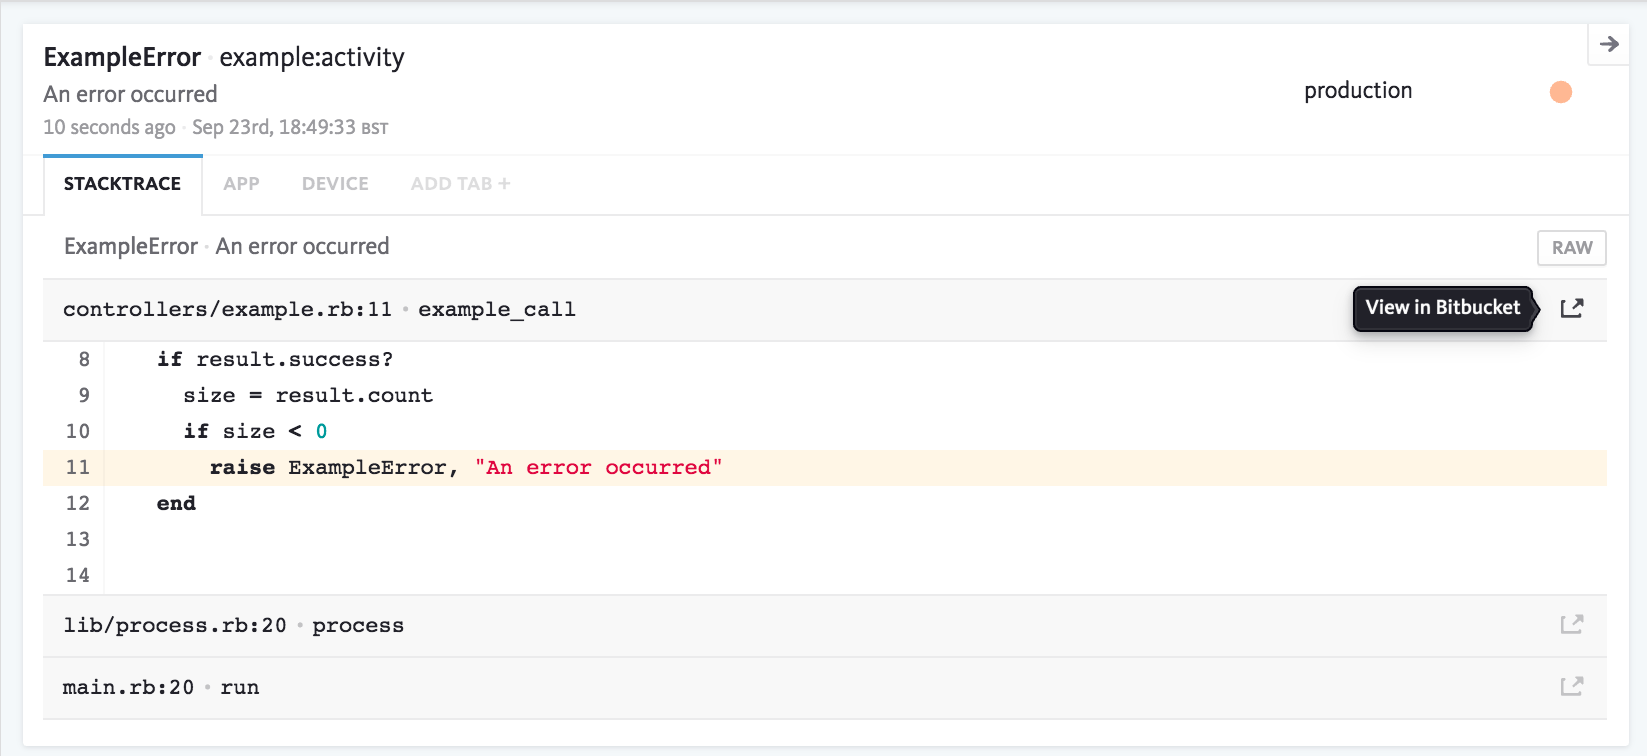 ExampleError · example:activity
An error occurred
10 seconds ago · Sep 23rd, 18:49:33 BST
production
STACKTRACE APP DEVICE ADD TAB +
ExampleError · An error occurred
RAW
controllers/example.rb:11 • example_call
View in Bitbucket
8 if result.success?
9 size = result.count
10 if size < 0
11 raise ExampleError, "An error occurred"
12 end
13
14
lib/process.rb:20 • process
main.rb:20 • run